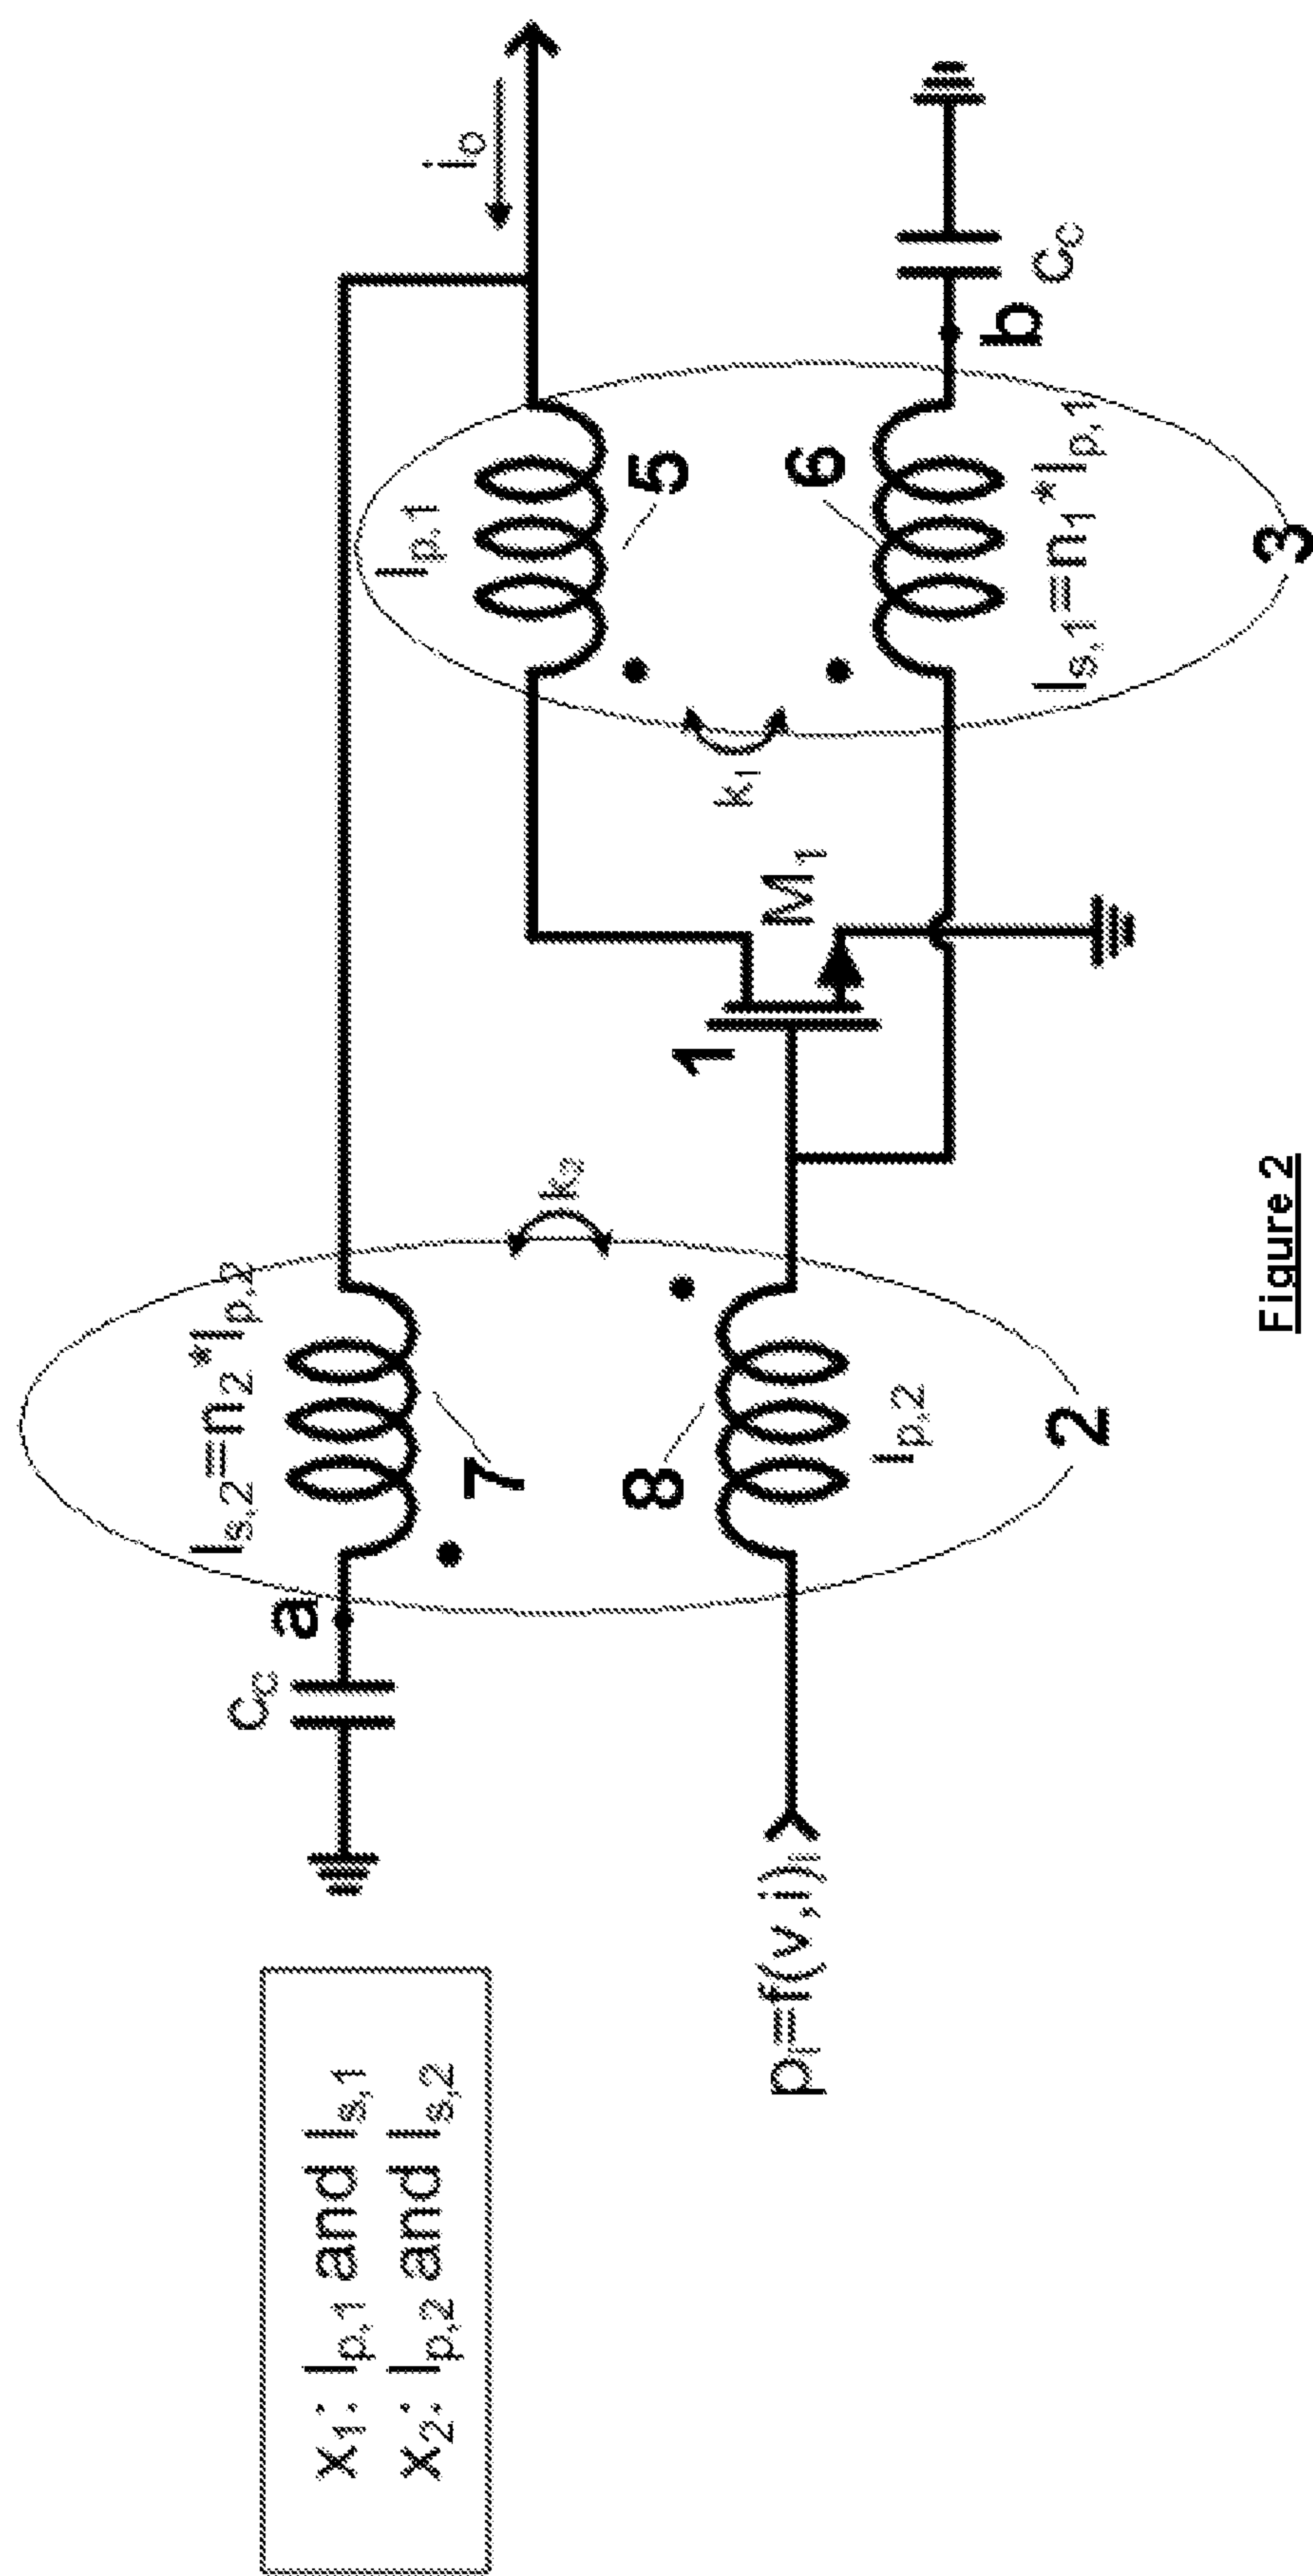 x₁: lₚ,₁ and lₛ,₁
x₂: lₚ,₂ and lₛ,₂
Cc
a
lₛ,₂=n₂*lₚ,₂
7
8
lₚ,₂
2
pᵢ=f(v,i)ᵢ
k₂
1
M₁
k₁
iₒ
lₚ,₁
5
6
lₛ,₁=n₁*lₚ,₁
3
b
Cc
Figure 2